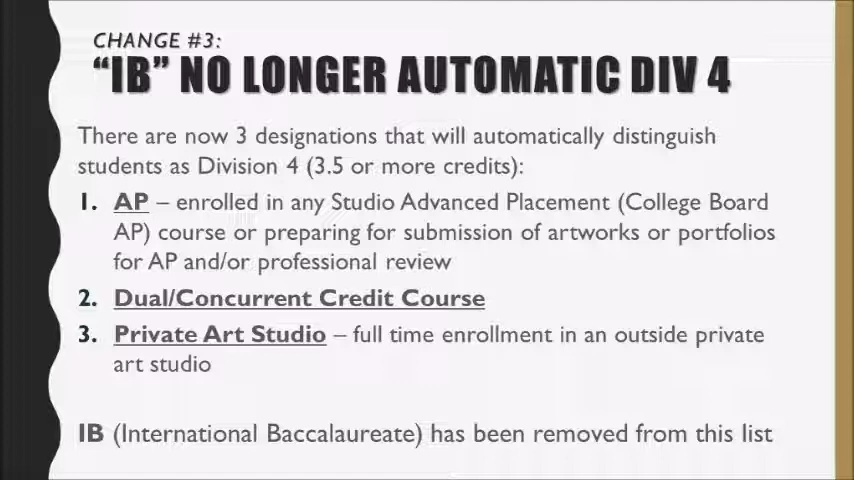 CHANGE #3:
“IB” NO LONGER AUTOMATIC DIV 4
There are now 3 designations that will automatically distinguish
students as Division 4 (3.5 or more credits):
1. AP – enrolled in any Studio Advanced Placement (College Board
AP) course or preparing for submission of artworks or portfolios
for AP and/or professional review
2. Dual/Concurrent Credit Course
3. Private Art Studio – full time enrollment in an outside private
art studio
IB (International Baccalaureate) has been removed from this list